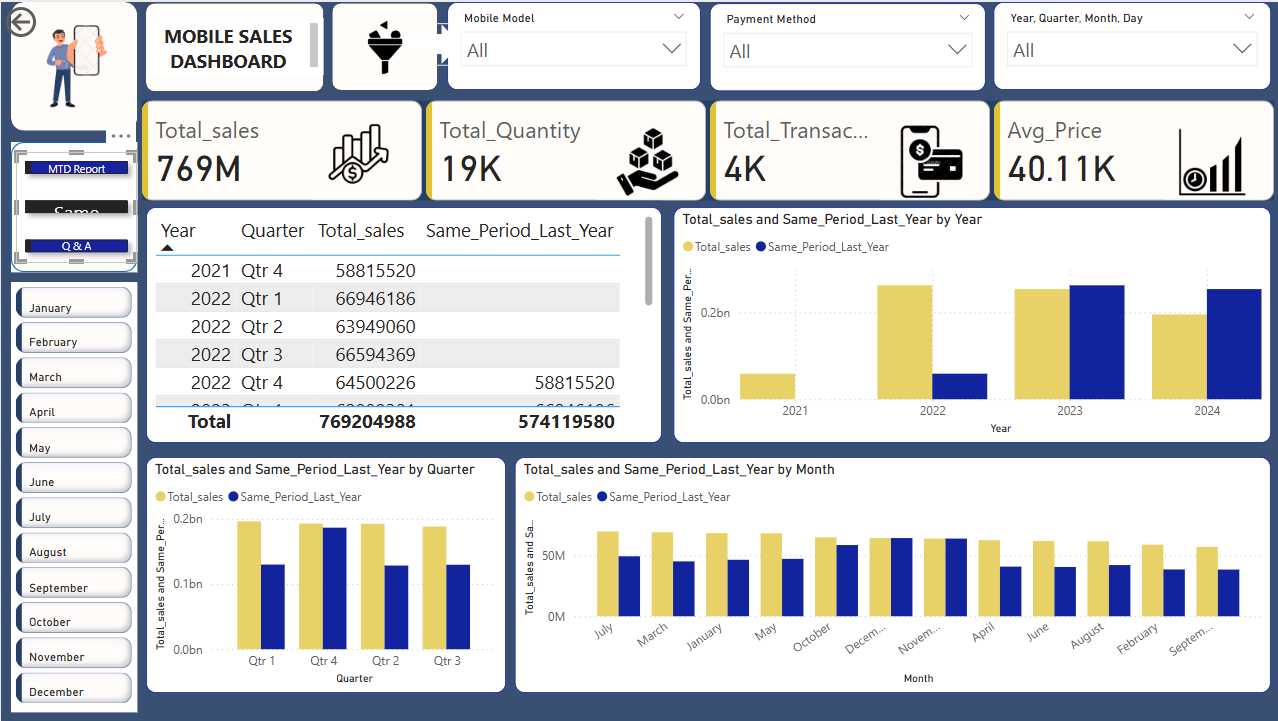 MOBILE SALES
DASHBOARD
Mobile Model
All
Payment Method
All
Year, Quarter, Month, Day
All
Total_sales
769M
Total_Quantity
19K
Total_Transac...
4K
Avg_Price
40.11K
MTD Report
Same
Q & A
January
February
March
April
May
June
July
August
September
October
November
December
Year Quarter Total_sales Same_Period_Last_Year
2021 Qtr 4 58815520
2022 Qtr 1 66946186
2022 Qtr 2 63949060
2022 Qtr 3 66594369
2022 Qtr 4 64500226 58815520
Total 769204988 574119580
Total_sales and Same_Period_Last_Year by Year
Total_sales Same_Period_Last_Year
Total_sales and Same_Per...
0.2bn
0.0bn
2021 2022 2023 2024
Year
Total_sales and Same_Period_Last_Year by Quarter
Total_sales Same_Period_Last_Year
Total_sales and Same_Per...
0.2bn
0.1bn
0.0bn
Qtr 1 Qtr 4 Qtr 2 Qtr 3
Quarter
Total_sales and Same_Period_Last_Year by Month
Total_sales Same_Period_Last_Year
Total_sales and Sa...
50M
0M
July March January May October Decem... Novem... April June August February Septem...
Month